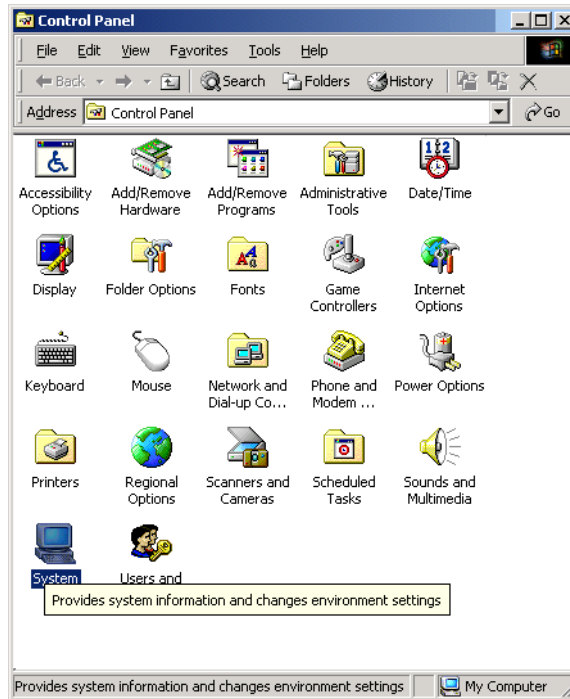 Control Panel
File Edit View Favorites Tools Help
Back Search Folders History
Address Control Panel Go
Accessibility Options
Add/Remove Hardware
Add/Remove Programs
Administrative Tools
Date/Time
Display
Folder Options
Fonts
Game Controllers
Internet Options
Keyboard
Mouse
Network and Dial-up Co...
Phone and Modem ...
Power Options
Printers
Regional Options
Scanners and Cameras
Scheduled Tasks
Sounds and Multimedia
System
Users and
Provides system information and changes environment settings
Provides system information and changes environment settings My Computer